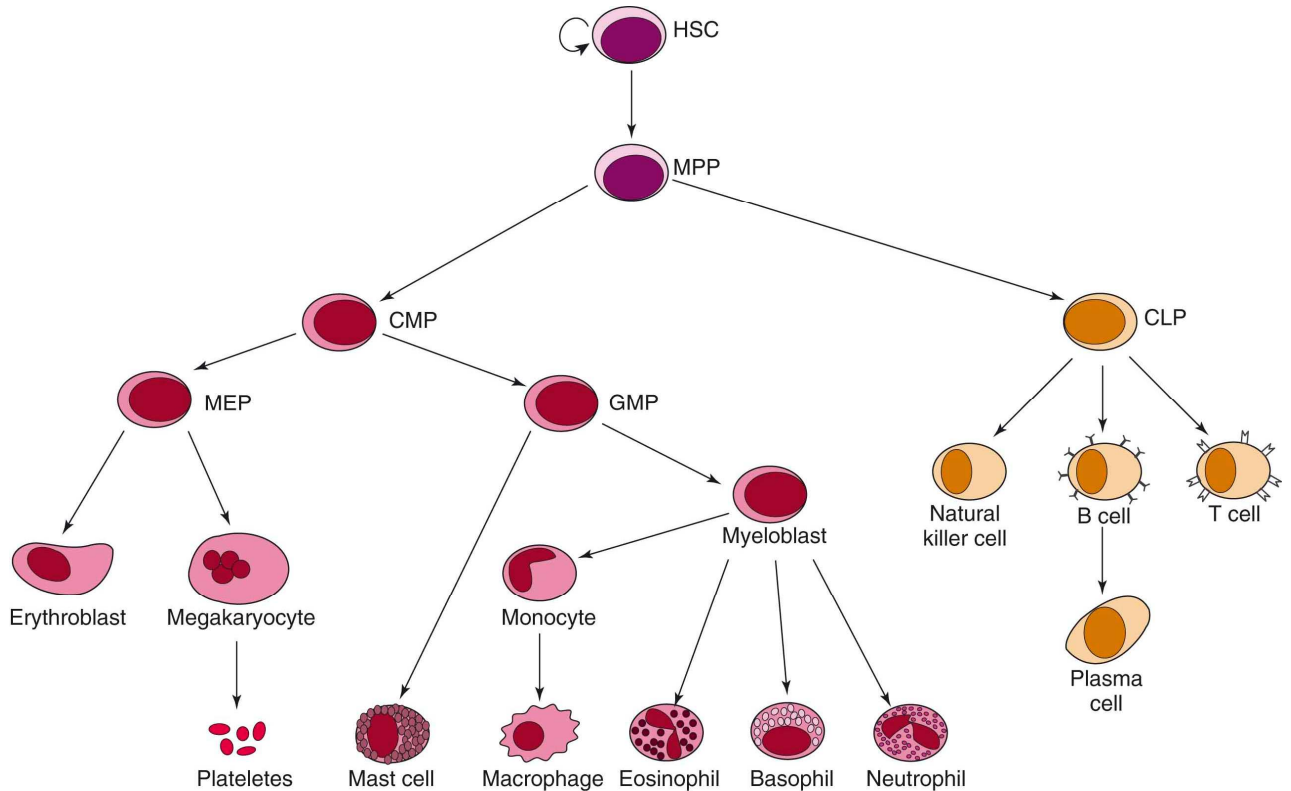 HSC
MPP
CMP
CLP
MEP
GMP
Natural
killer cell
B cell
T cell
Myeloblast
Erythroblast
Megakaryocyte
Monocyte
Plasma
cell
Plateletes
Mast cell
Macrophage
Eosinophil
Basophil
Neutrophil